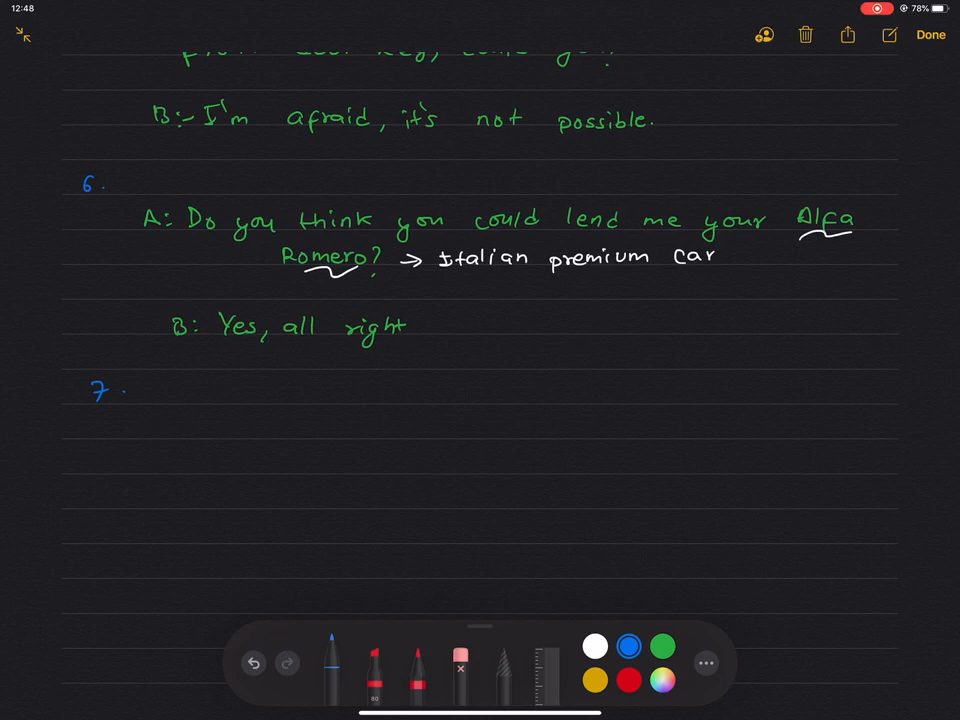 12:48
78%
Done
B:- I'm afraid, it's not possible.
6.
A: Do you think you could lend me your Alfa
Romero? → Italian premium car
B: Yes, all right
7.
80